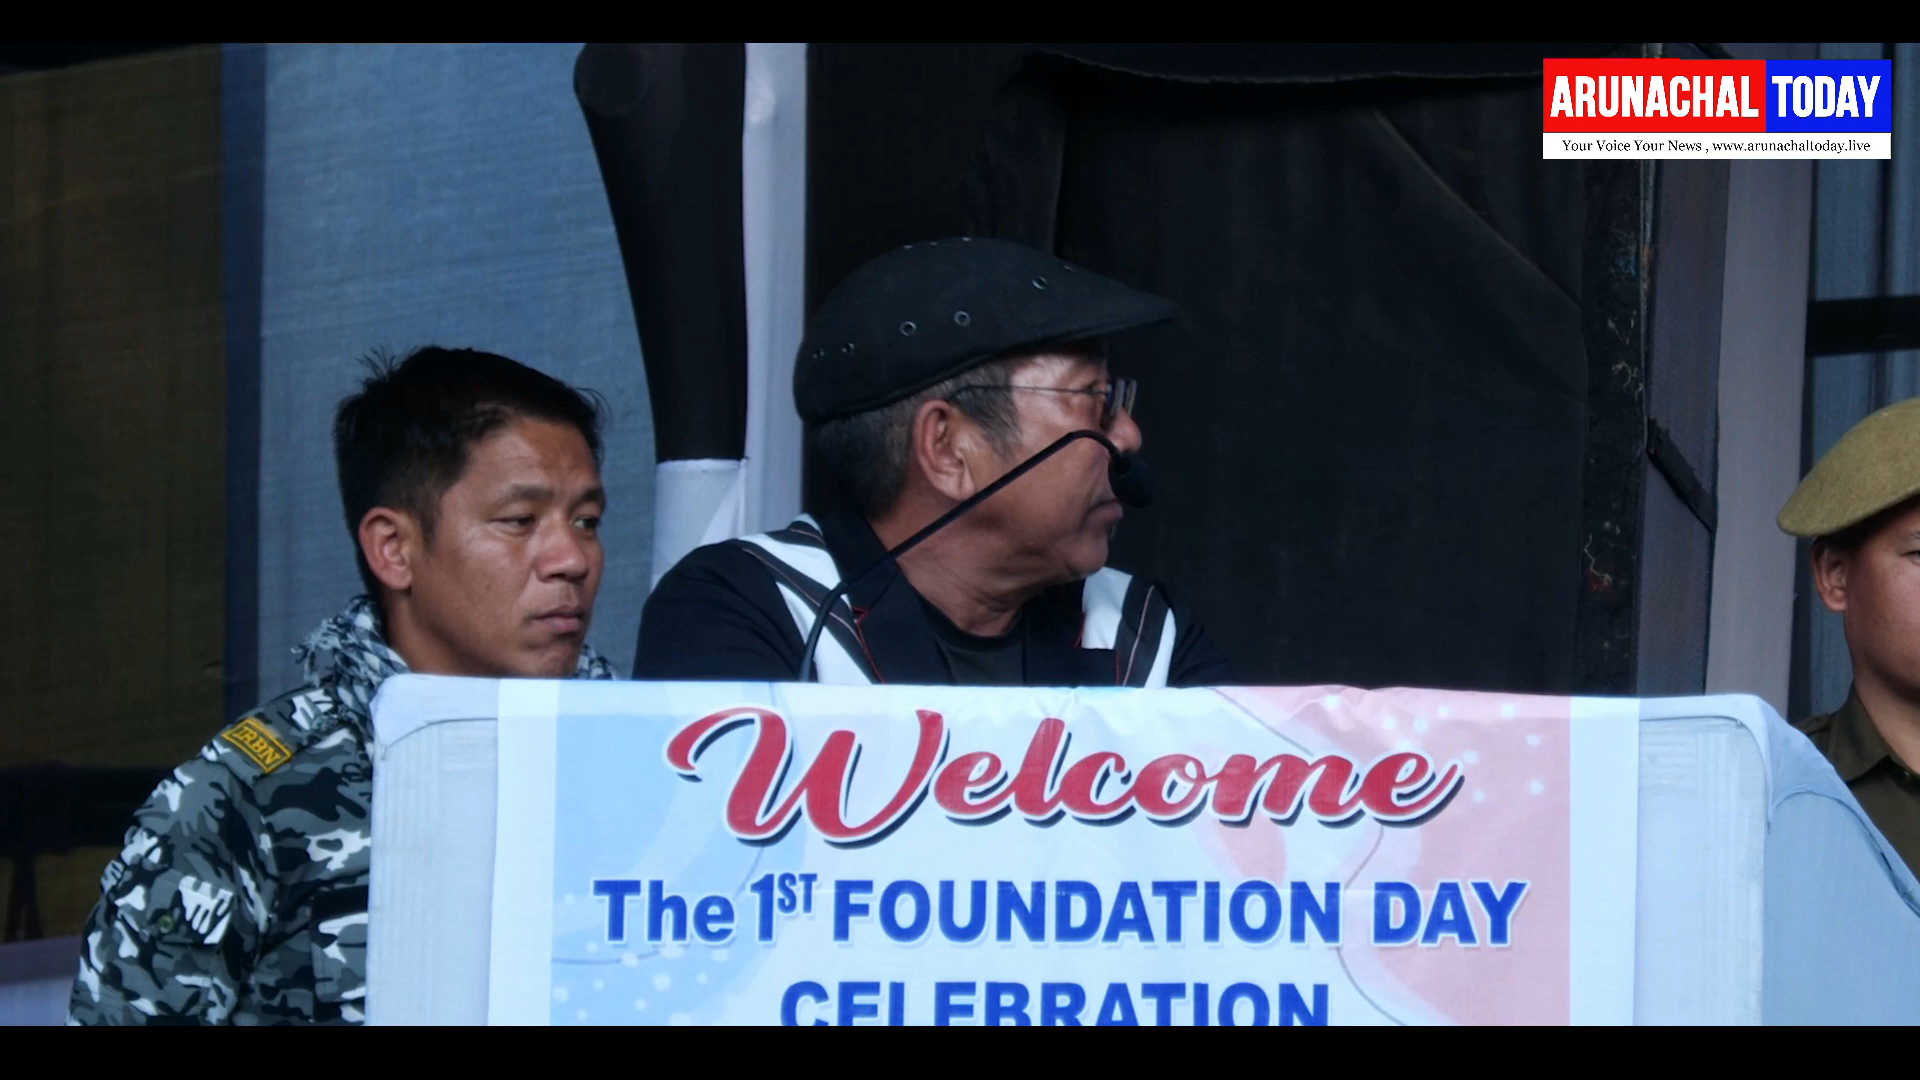 ARUNACHAL TODAY
Your Voice Your News , www.arunachaltoday.live
IRBN
Welcome
The 1ST FOUNDATION DAY
CELEBRATION